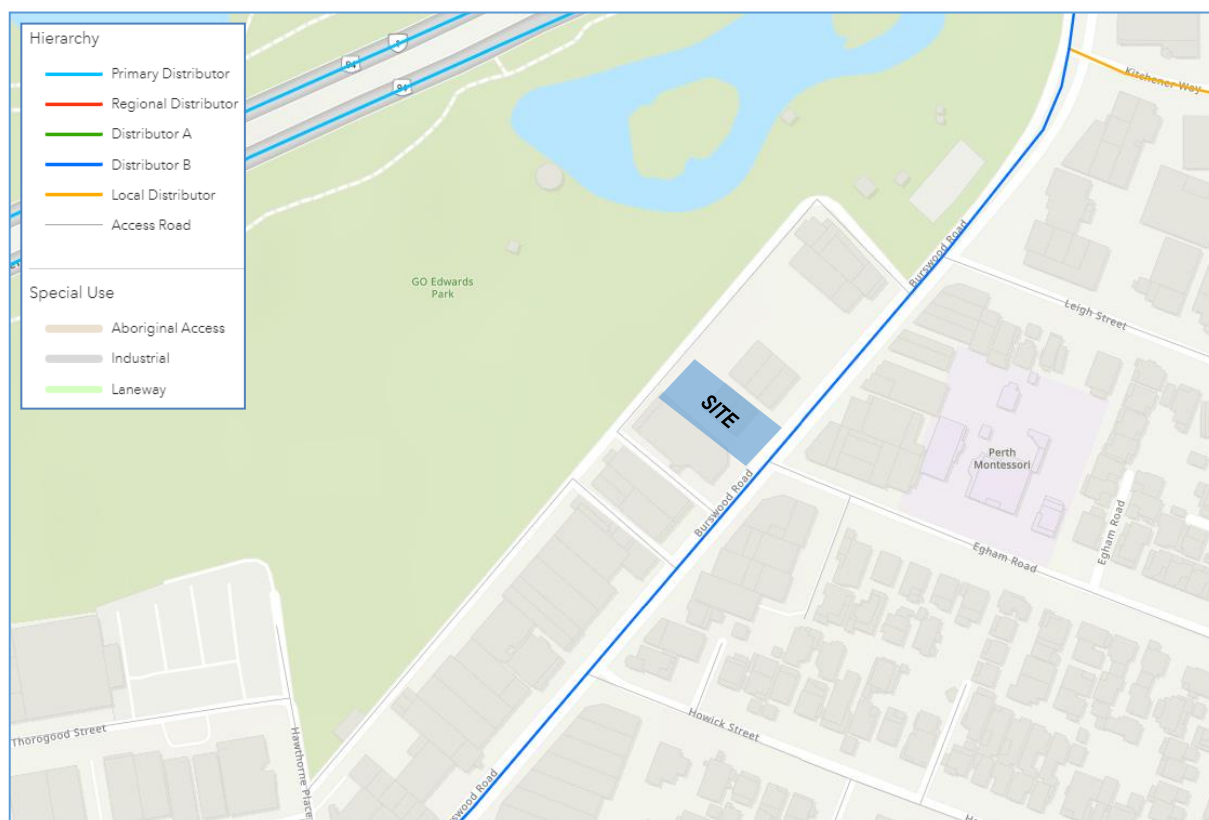 Hierarchy
Primary Distributor
Regional Distributor
Distributor A
Distributor B
Local Distributor
Access Road
Special Use
Aboriginal Access
Industrial
Laneway
94
94
Kitchener Way
Burswood Road
GO Edwards
Park
Leigh Street
SITE
Perth
Montessori
Burswood Road
Egham Road
Egham Road
Howick Street
Thorogood Street
Hawthorne Place